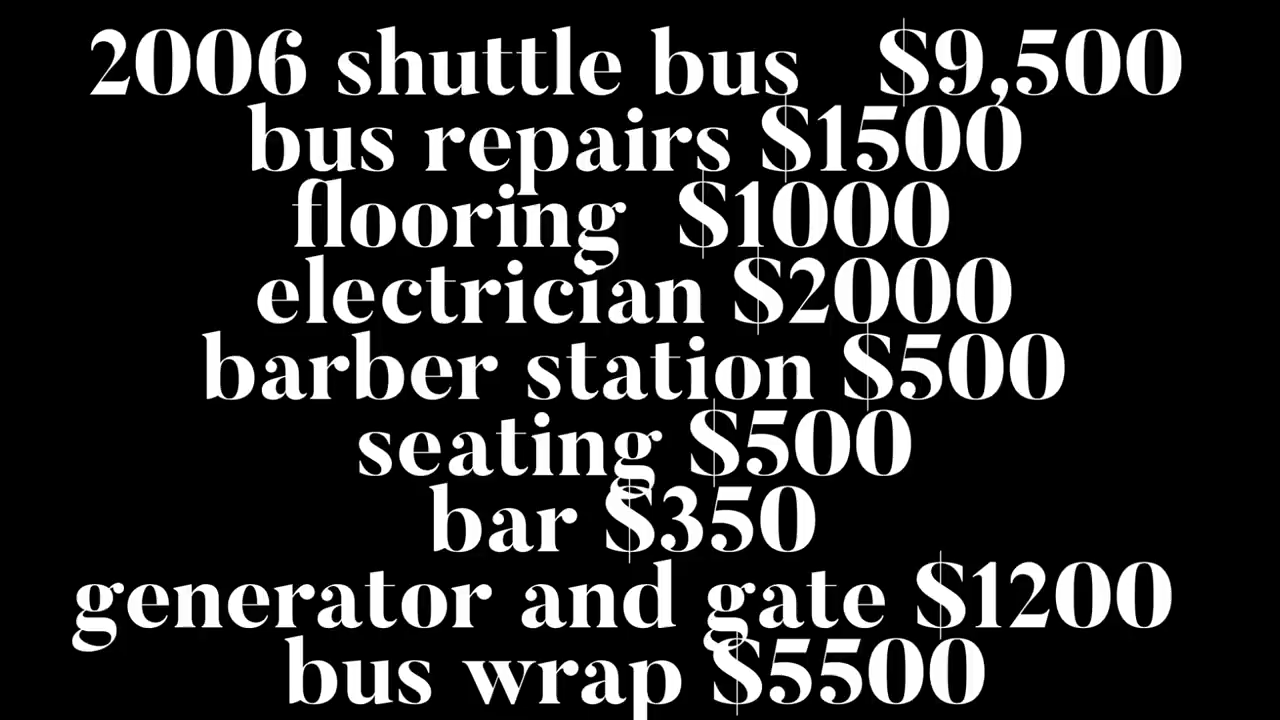 2006 shuttle bus $9,500
bus repairs $1500
flooring $1000
electrician $2000
barber station $500
seating $500
bar $350
generator and gate $1200
bus wrap $5500